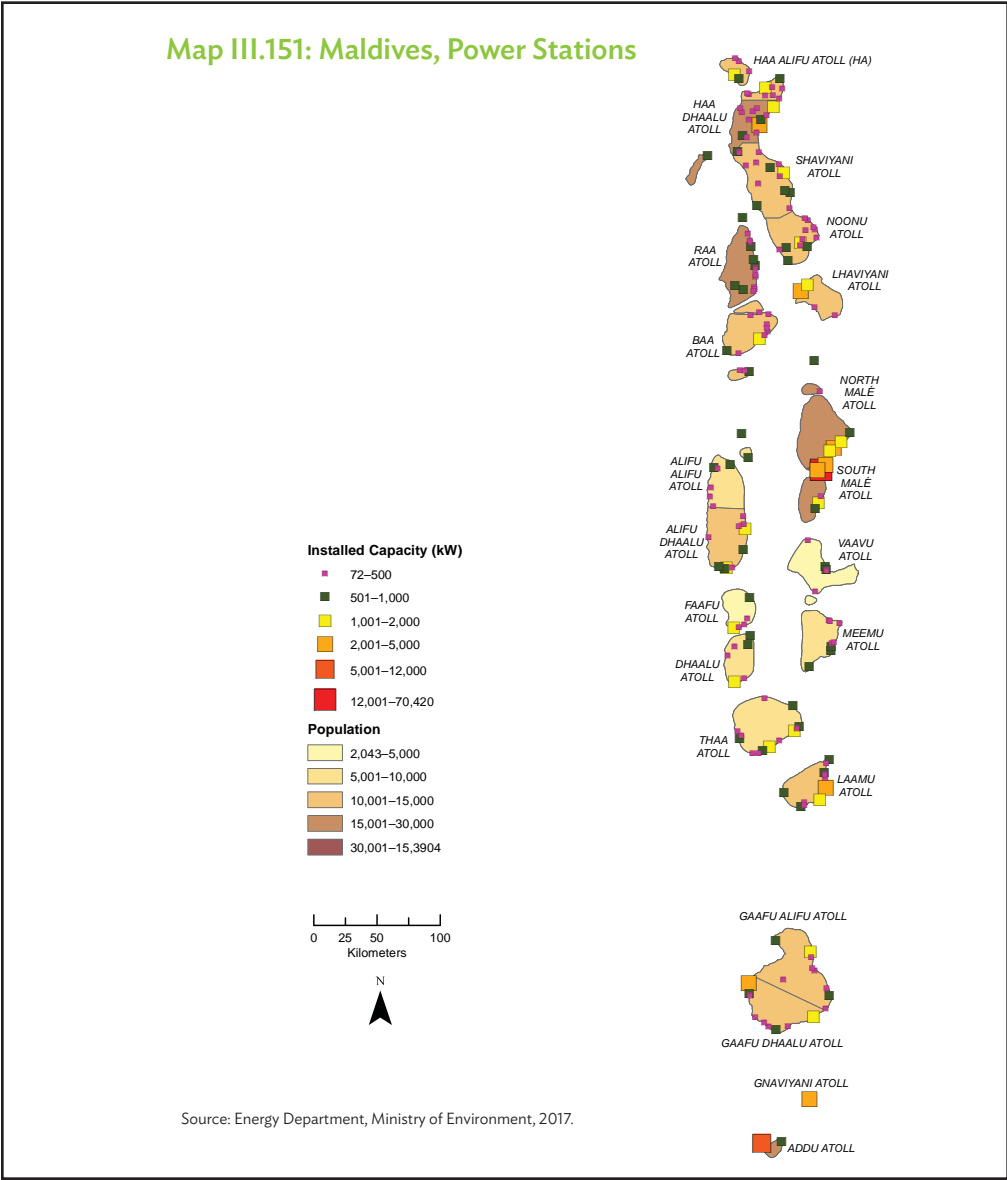 Map III.151: Maldives, Power Stations
HAA ALIFU ATOLL (HA)
HAA
DHAALU
ATOLL
SHAVIYANI
ATOLL
NOONU
ATOLL
RAA
ATOLL
LHAVIYANI
ATOLL
BAA
ATOLL
NORTH
MALÉ
ATOLL
ALIFU
ALIFU
ATOLL
SOUTH
MALÉ
ATOLL
ALIFU
DHAALU
ATOLL
VAAVU
ATOLL
FAAFU
ATOLL
MEEMU
ATOLL
DHAALU
ATOLL
THAA
ATOLL
LAAMU
ATOLL
GAAFU ALIFU ATOLL
GAAFU DHAALU ATOLL
GNAVIYANI ATOLL
ADDU ATOLL
Installed Capacity (kW)
72–500
501–1,000
1,001–2,000
2,001–5,000
5,001–12,000
12,001–70,420
Population
2,043–5,000
5,001–10,000
10,001–15,000
15,001–30,000
30,001–15,3904
0 25 50 100
Kilometers
N
Source: Energy Department, Ministry of Environment, 2017.